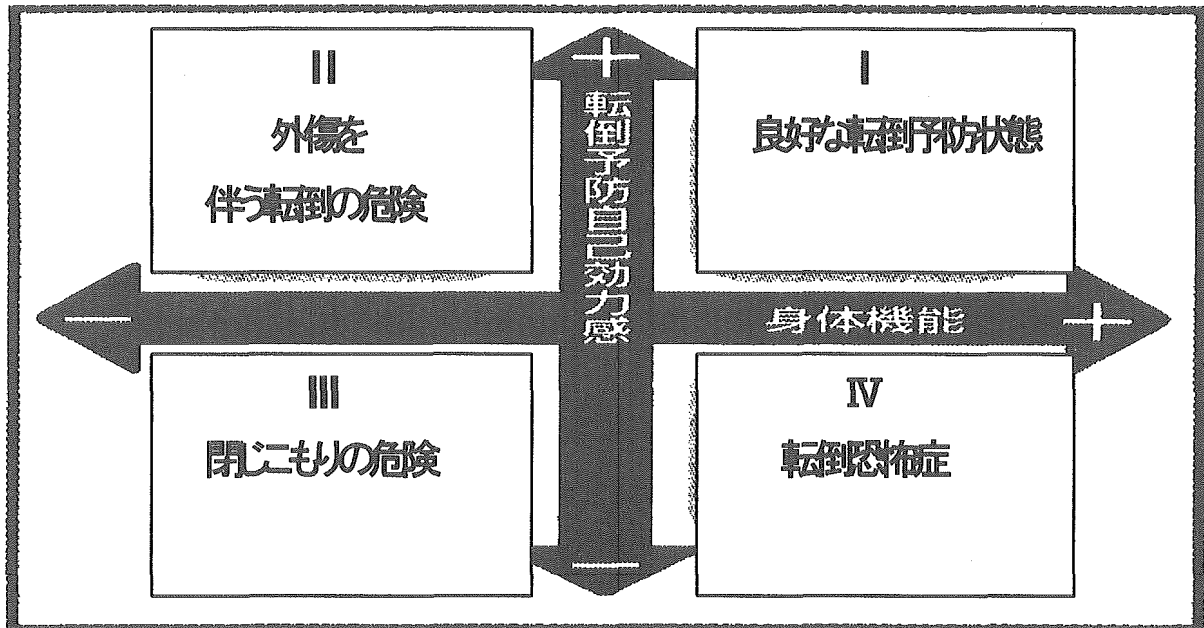 II
外傷を
伴う転倒の危険
+
転倒予防自己効力感
I
良好な転倒予防状態
—
身体機能
+
III
閉じこもりの危険
—
IV
転倒恐怖症